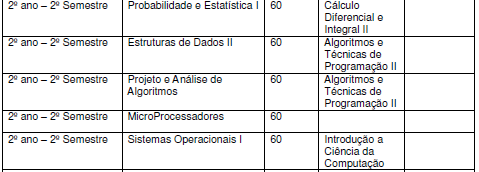 2º ano – 2º Semestre Probabilidade e Estatística I 60 Cálculo
Diferencial e
Integral II
2º ano – 2º Semestre Estruturas de Dados II 60 Algoritmos e
Técnicas de
Programação II
2º ano – 2º Semestre Projeto e Análise de 60 Algoritmos e
Algoritmos Técnicas de
Programação II
2º ano – 2º Semestre MicroProcessadores 60
2º ano – 2º Semestre Sistemas Operacionais I 60 Introdução a
Ciência da
Computação